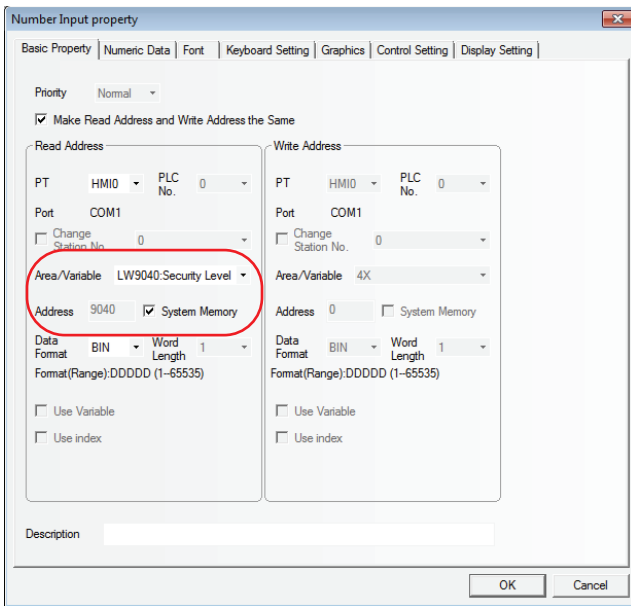 Number Input property
Basic Property Numeric Data Font Keyboard Setting Graphics Control Setting Display Setting
Priority Normal
Make Read Address and Write Address the Same
Read Address
PT HMI0 PLC No. 0
Port COM1
Change Station No. 0
Area/Variable LW9040:Security Level
Address 9040 System Memory
Data Format BIN Word Length 1
Format(Range):DDDDD (1--65535)
Use Variable
Use index
Write Address
PT HMI0 PLC No. 0
Port COM1
Change Station No. 0
Area/Variable 4X
Address 0 System Memory
Data Format BIN Word Length 1
Format(Range):DDDDD (1--65535)
Use Variable
Use index
Description
OK Cancel